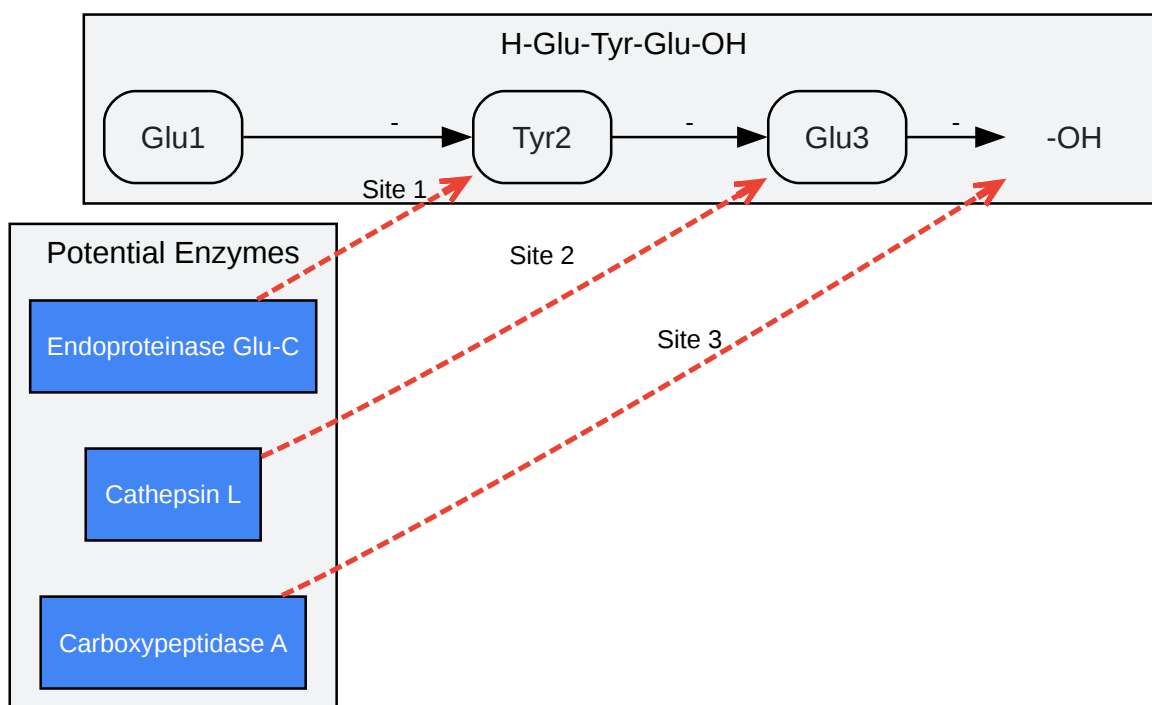 H-Glu-Tyr-Glu-OH
Glu1
-
Tyr2
-
Glu3
-
-OH
Site 1
Site 2
Site 3
Potential Enzymes
Endoproteinase Glu-C
Cathepsin L
Carboxypeptidase A